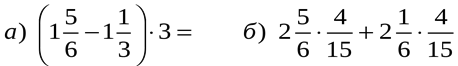 а) (1 5/6 − 1 1/3) · 3 =   б) 2 5/6 · 4/15 + 2 1/6 · 4/15